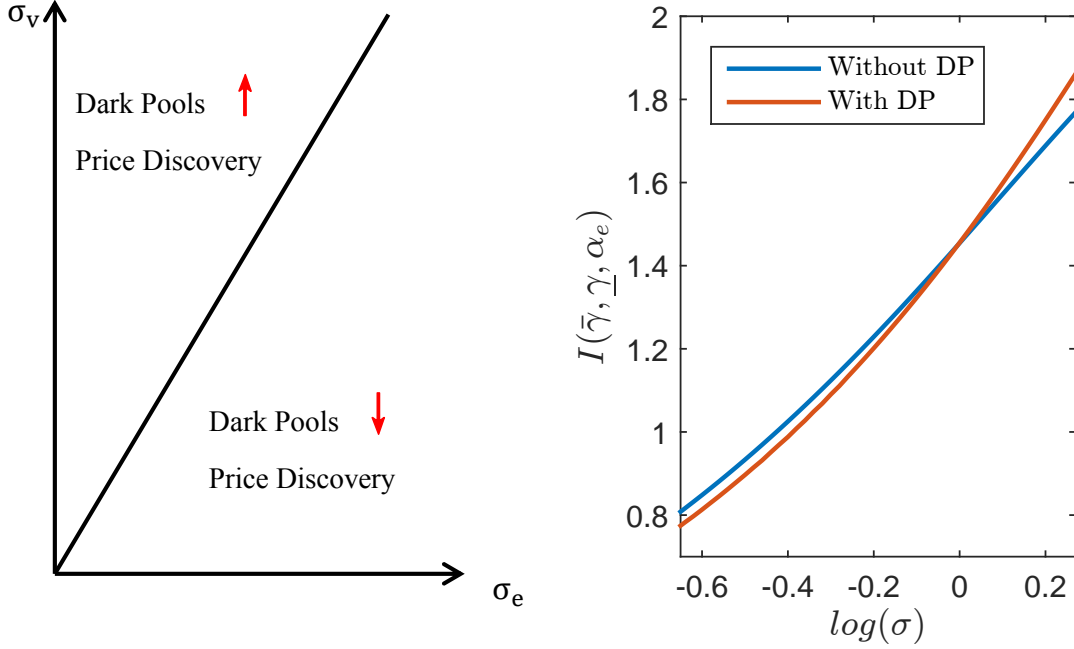 σv
Dark Pools
Price Discovery
Dark Pools
Price Discovery
σe
2
1.8
1.6
1.4
1.2
1
0.8
I(γ̄, γ̲, αe)
Without DP
With DP
-0.6 -0.4 -0.2 0 0.2
log(σ)